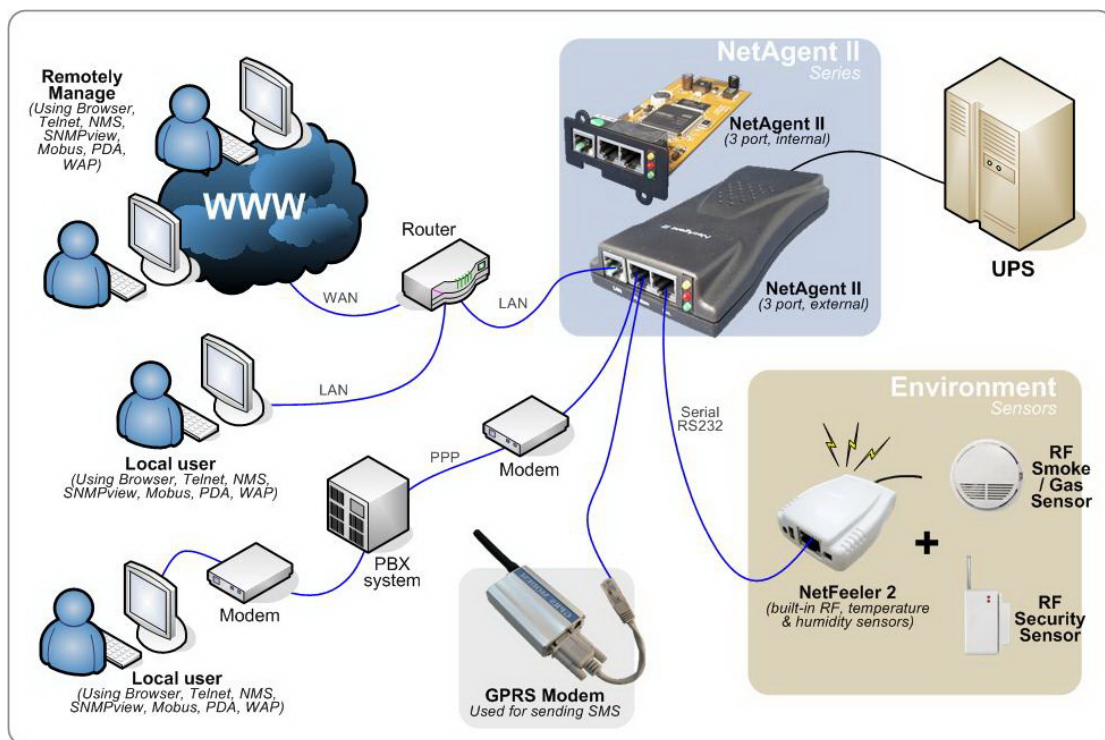 NetAgent II
Series
Remotely
Manage
(Using Browser,
Telnet, NMS,
SNMPview,
Mobus, PDA,
WAP)
WWW
NetAgent II
(3 port, internal)
Router
WAN
LAN
NetAgent II
(3 port, external)
UPS
LAN
Local user
(Using Browser, Telnet, NMS,
SNMPview, Mobus, PDA, WAP)
Modem
PPP
PBX
system
Serial
RS232
Environment
Sensors
RF
Smoke
/ Gas
Sensor
+
NetFeeler 2
(built-in RF, temperature
& humidity sensors)
RF
Security
Sensor
Modem
Local user
(Using Browser, Telnet, NMS,
SNMPview, Mobus, PDA, WAP)
GPRS Modem
Used for sending SMS